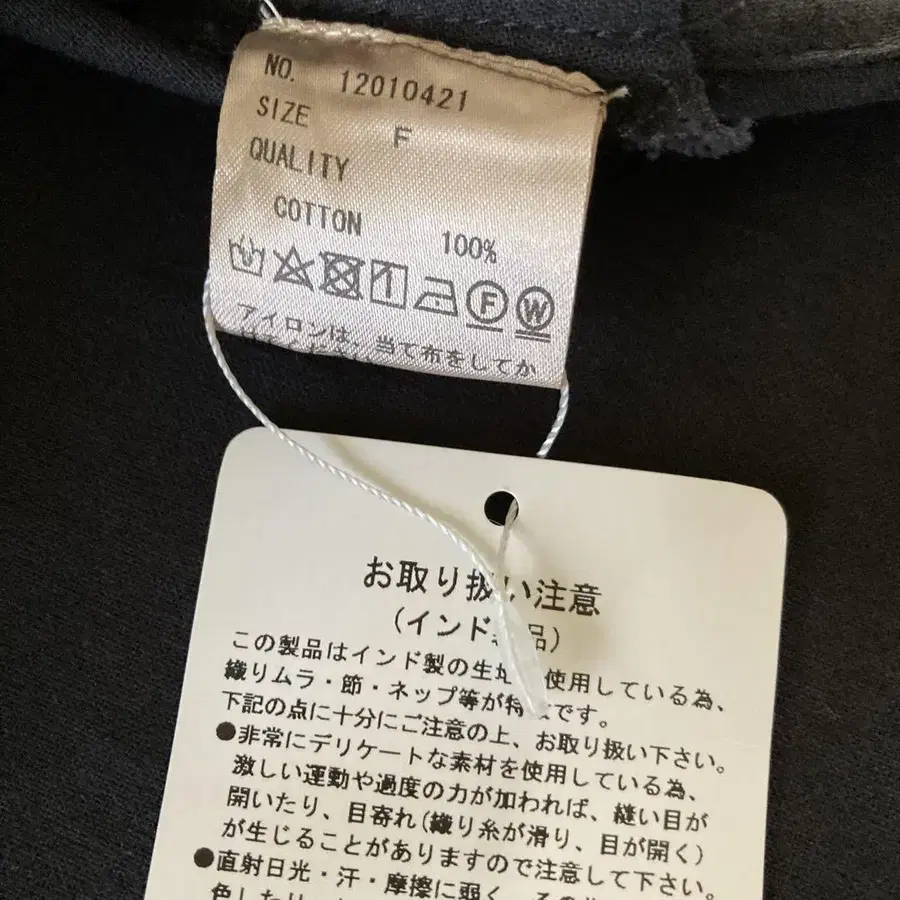 NO. 12010421
SIZE F
QUALITY
COTTON 100%
F W
アイロンは、当て布をしてか
お取り扱い注意
(インド 品)
この製品はインド製の生 使用している為、
織りムラ・節・ネップ等が特 です。
下記の点に十分にご注意の上、お取り扱い下さい。
●非常にデリケートな素材を使用している為、
激しい運動や過度の力が加われば、縫い目が
開いたり、目寄れ(織り糸が滑り、目が開く)
が生じることがありますので注意して下さい。
●直射日光・汗・摩擦に弱く、その為
色したり